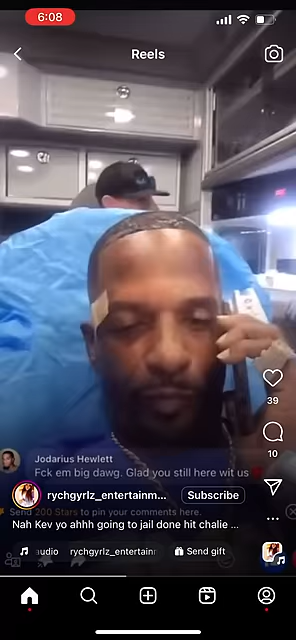 6:08
Reels
39
Jodarius Hewlett
Fck em big dawg. Glad you still here wit us
10
rychgyrlz_entertainm... Subscribe
Send 200 Stars to pin your comments here.
Nah Kev yo ahhh going to jail done hit chalie ...
audio rychgyrlz_entertainr Send gift